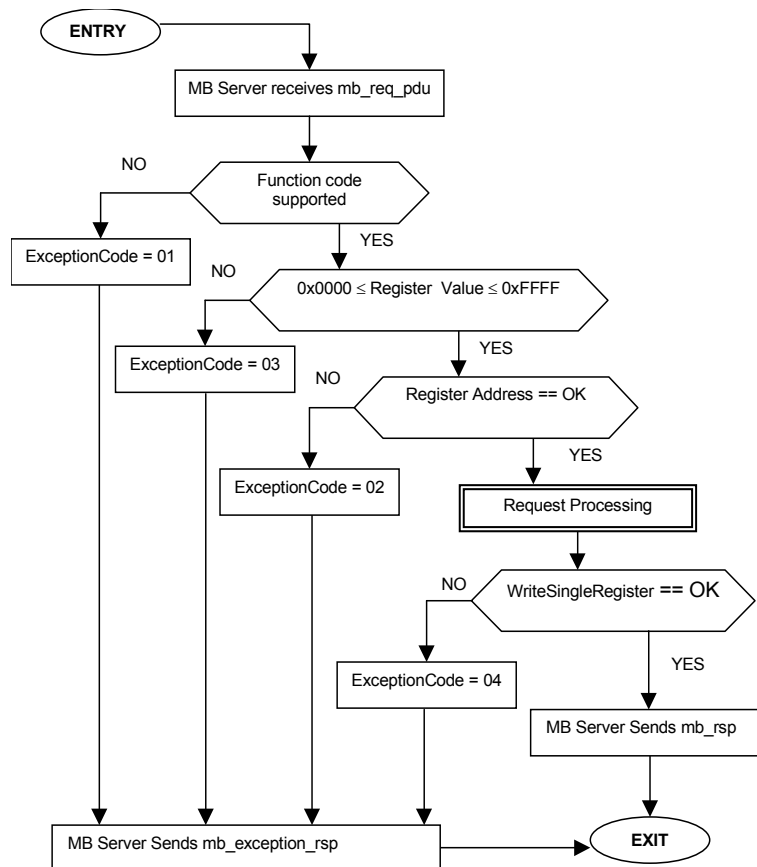 ENTRY
MB Server receives mb_req_pdu
NO
Function code
supported
YES
ExceptionCode = 01
NO
0x0000 ≤ Register Value ≤ 0xFFFF
YES
ExceptionCode = 03
NO
Register Address == OK
YES
ExceptionCode = 02
Request Processing
NO
WriteSingleRegister == OK
YES
ExceptionCode = 04
MB Server Sends mb_rsp
MB Server Sends mb_exception_rsp
EXIT